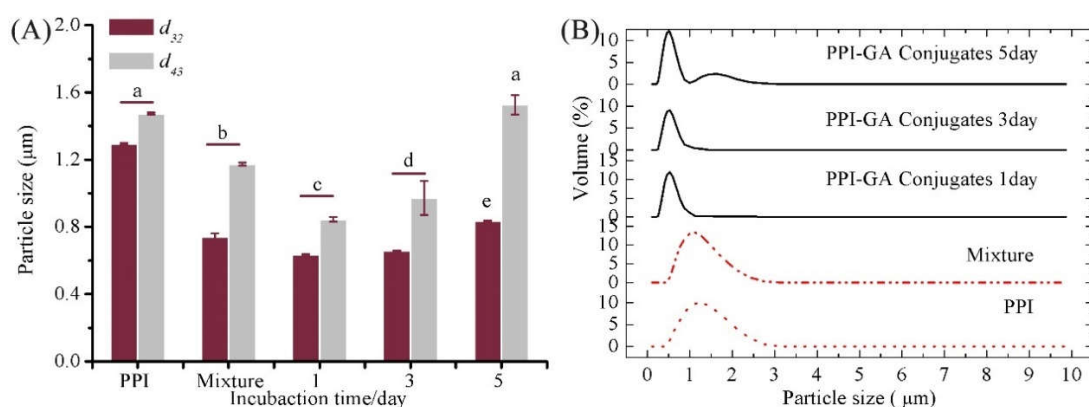 (A)
Particle size (μm)
2.0
1.6
1.2
0.8
0.4
0.0
d32
d43
a
b
c
d
e
a
PPI
Mixture
1
3
5
Incubaction time/day
(B)
Volume (%)
10
5
0
PPI-GA Conjugates 5day
10
5
0
PPI-GA Conjugates 3day
10
5
0
PPI-GA Conjugates 1day
15
10
5
0
Mixture
10
5
0
PPI
0 1 2 3 4 5 6 7 8 9 10
Particle size ( μm)